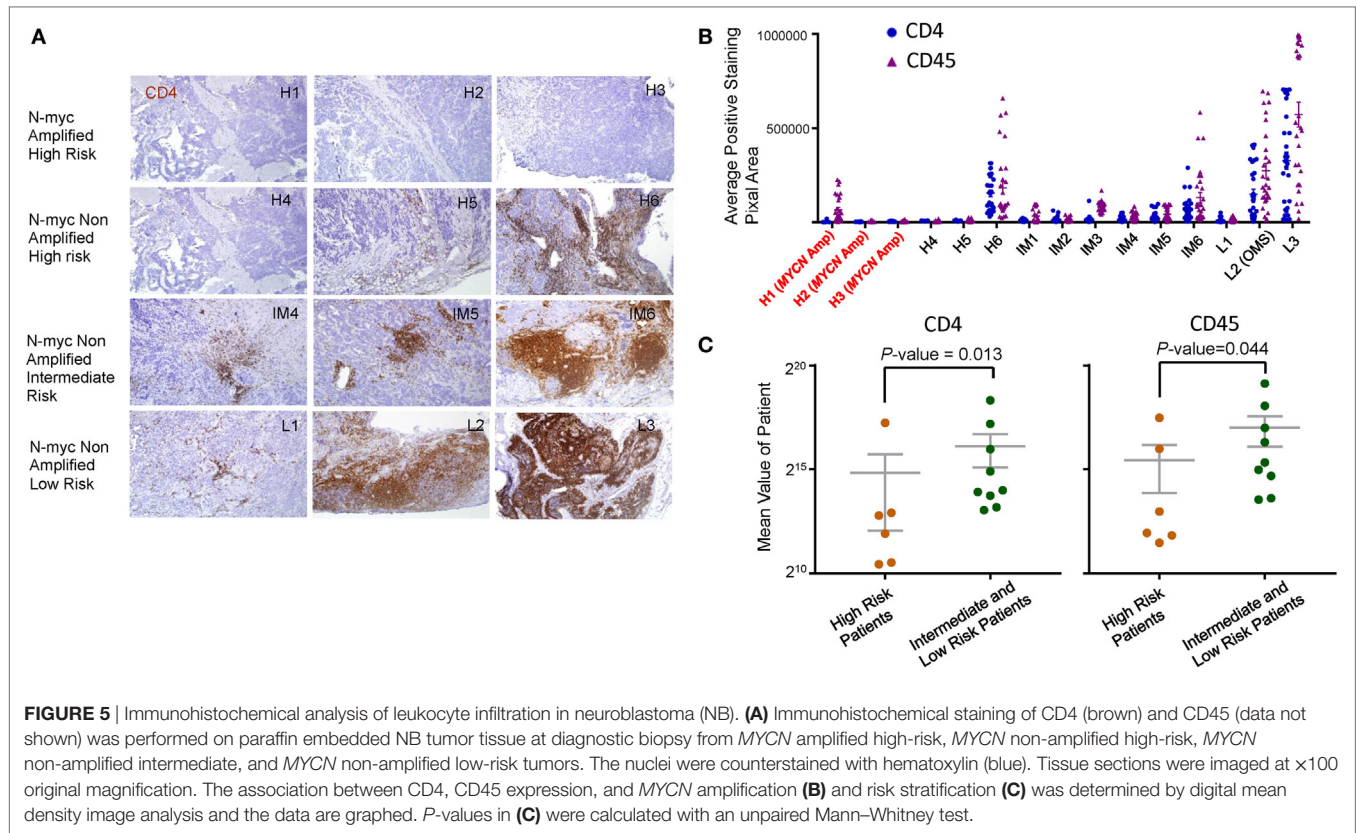 A
N-myc
Amplified
High Risk
CD4
H1
H2
H3
N-myc Non
Amplified
High risk
H4
H5
H6
N-myc Non
Amplified
Intermediate
Risk
IM4
IM5
IM6
N-myc Non
Amplified
Low Risk
L1
L2
L3
B
Average Positive Staining
Pixal Area
1000000
500000
0
CD4
CD45
H1 (MYCN Amp)
H2 (MYCN Amp)
H3 (MYCN Amp)
H4
H5
H6
IM1
IM2
IM3
IM4
IM5
IM6
L1
L2 (OMS)
L3
C
CD4
P-value = 0.013
Mean Value of Patient
2²⁰
2¹⁵
2¹⁰
High Risk
Patients
Intermediate and
Low Risk Patients
CD45
P-value=0.044
High Risk
Patients
Intermediate and
Low Risk Patients
FIGURE 5 | Immunohistochemical analysis of leukocyte infiltration in neuroblastoma (NB). (A) Immunohistochemical staining of CD4 (brown) and CD45 (data not
shown) was performed on paraffin embedded NB tumor tissue at diagnostic biopsy from MYCN amplified high-risk, MYCN non-amplified high-risk, MYCN
non-amplified intermediate, and MYCN non-amplified low-risk tumors. The nuclei were counterstained with hematoxylin (blue). Tissue sections were imaged at ×100
original magnification. The association between CD4, CD45 expression, and MYCN amplification (B) and risk stratification (C) was determined by digital mean
density image analysis and the data are graphed. P-values in (C) were calculated with an unpaired Mann–Whitney test.